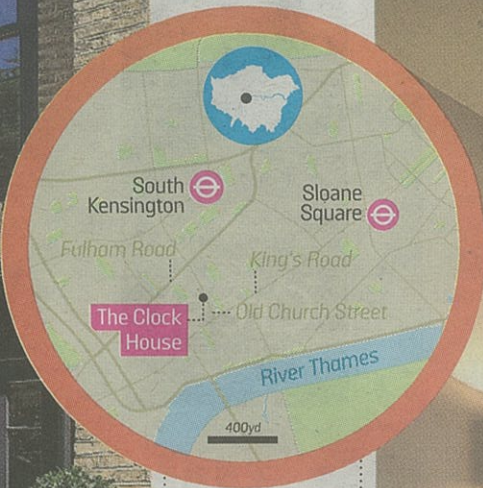 South
Kensington
Sloane
Square
Fulham Road
King's Road
The Clock
House
Old Church Street
River Thames
400yd